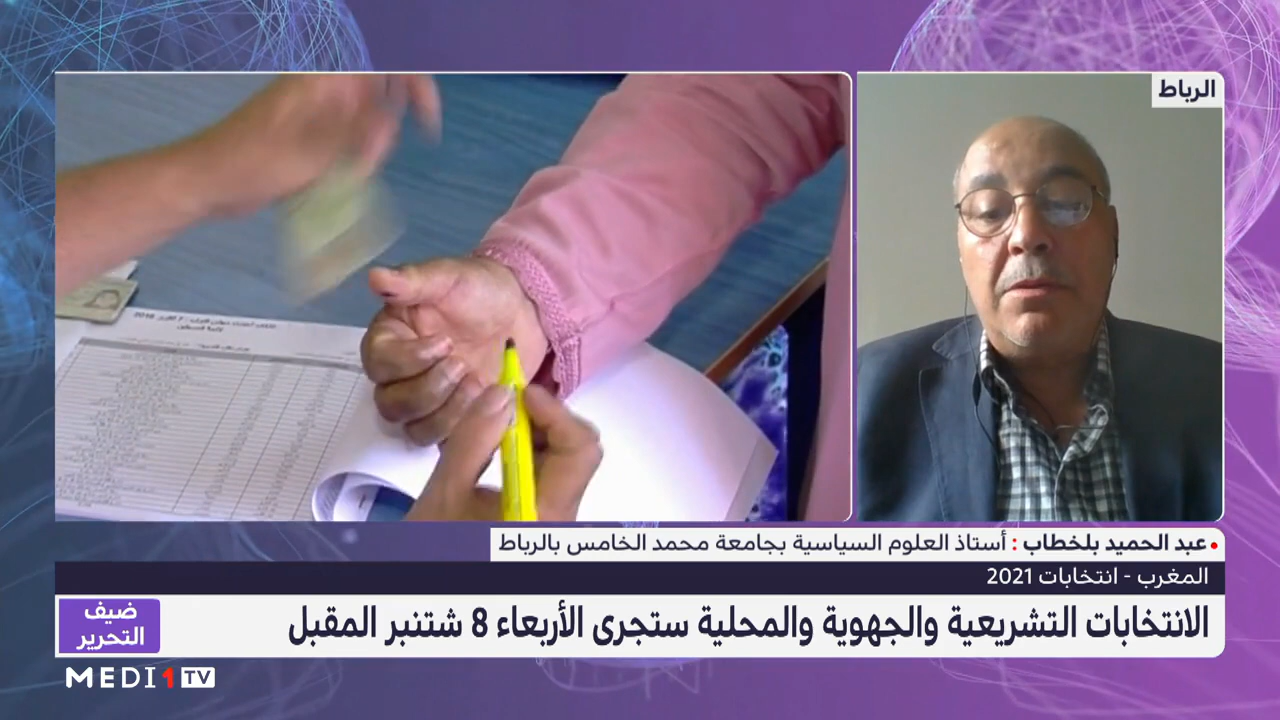 الرباط
• عبد الحميد بلخطاب : أستاذ العلوم السياسية بجامعة محمد الخامس بالرباط
المغرب - انتخابات 2021
الانتخابات التشريعية والجهوية والمحلية ستجرى الأربعاء 8 شتنبر المقبل
ضيف
التحرير
MEDI1TV